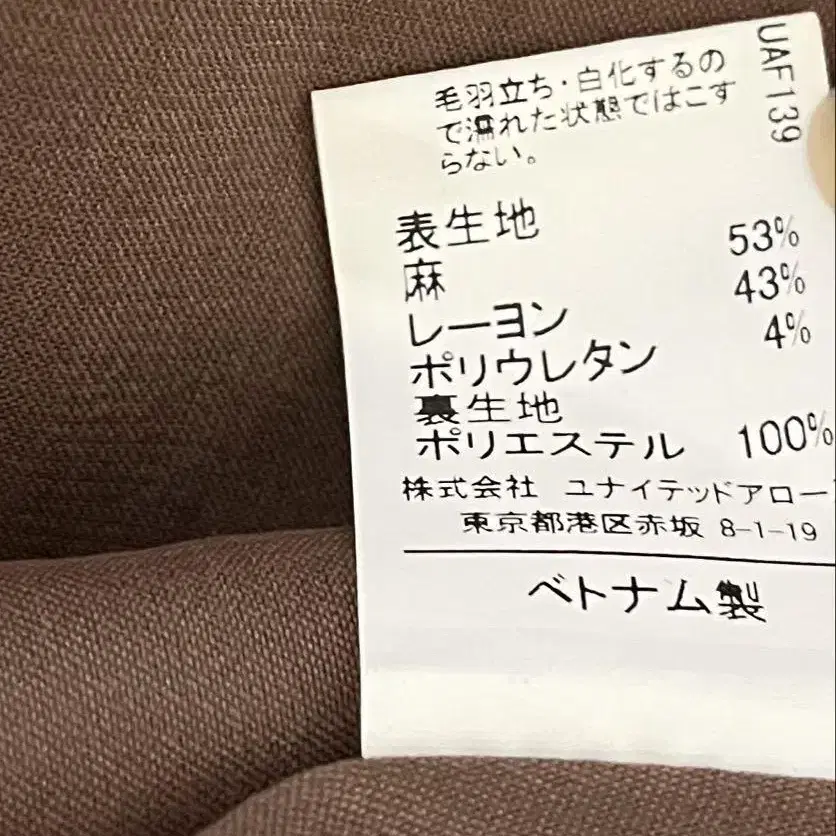 UAF139
毛羽立ち・白化するの
で濡れた状態ではこす
らない。
表生地
麻 53%
レーヨン 43%
ポリウレタン 4%
裏生地
ポリエステル 100%
株式会社 ユナイテッドアロー
東京都港区赤坂 8-1-19
ベトナム製